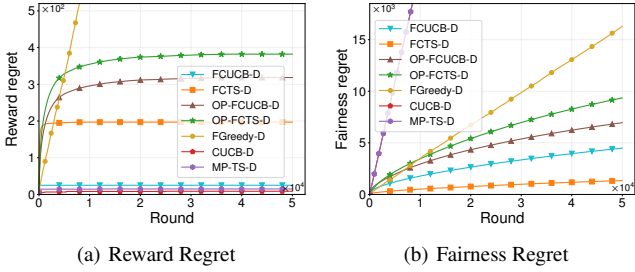 ×10²
5
4
3
2
1
0
Reward regret
FCUCB-D
FCTS-D
OP-FCUCB-D
OP-FCTS-D
FGreedy-D
CUCB-D
MP-TS-D
0 1 2 3 4 5
×10⁴
Round
(a) Reward Regret
×10³
15
10
5
0
Fairness regret
FCUCB-D
FCTS-D
OP-FCUCB-D
OP-FCTS-D
FGreedy-D
CUCB-D
MP-TS-D
0 1 2 3 4 5
×10⁴
Round
(b) Fairness Regret